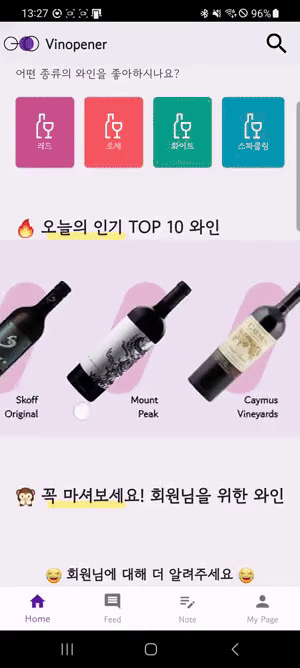 13:27 96%
Vinopener
어떤 종류의 와인을 좋아하시나요?
레드 로제 화이트 스파클링
🔥 오늘의 인기 TOP 10 와인
Skoff Original
Mount Peak
Caymus Vineyards
🙊 꼭 마셔보세요! 회원님을 위한 와인
😂 회원님에 대해 더 알려주세요 😂
Home Feed Note My Page